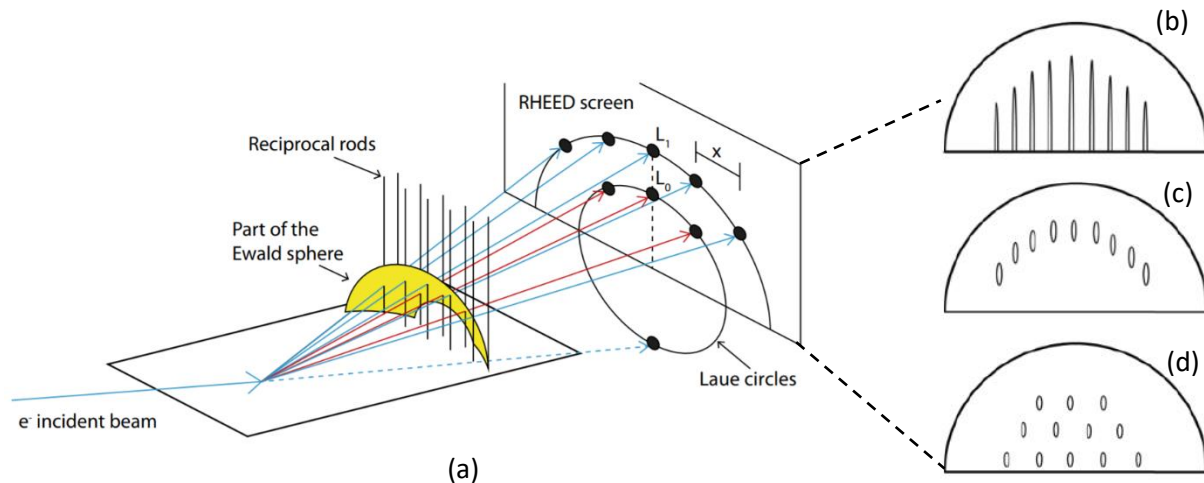 RHEED screen
Reciprocal rods
Part of the
Ewald sphere
L₁
x
L₀
Laue circles
e⁻ incident beam
(a)
(b)
(c)
(d)